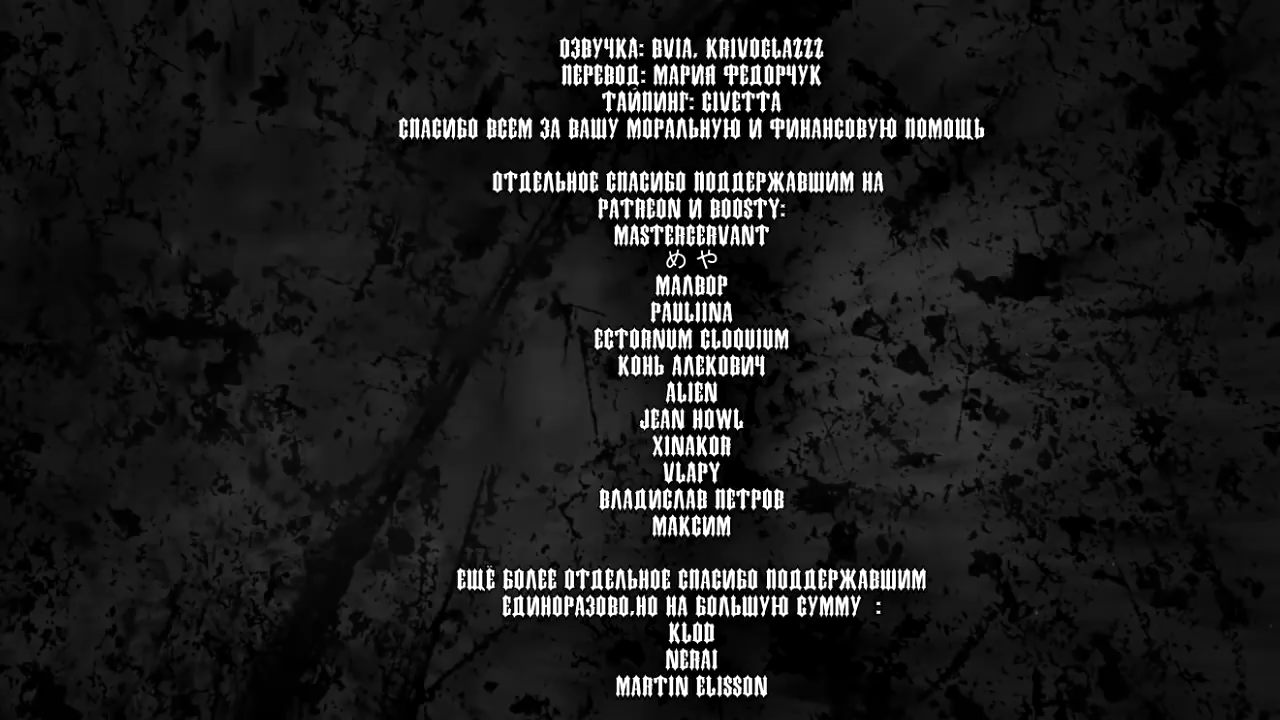 ОЗВУЧКА: BVIA. KRIVOGLAZZZ
ПЕРЕВОД: МАРИЯ ФЕДОРЧУК
ТАЙПИНГ: CIVETTA
СПАСИБО ВСЕМ ЗА ВАШУ МОРАЛЬНУЮ И ФИНАНСОВУЮ ПОМОЩЬ
ОТДЕЛЬНОЕ СПАСИБО ПОДДЕРЖАВШИМ НА
PATREON И BOOSTY:
MASTERGERVANT
めや
МАЛВОР
PAULIINA
ECTORNUM CLOQUIUM
КОНЬ АЛЕКОВИЧ
ALIEN
JEAN HOWL
XINAKOR
VLAPY
ВЛАДИСЛАВ ПЕТРОВ
МАКСИМ
ЕЩЁ БОЛЕЕ ОТДЕЛЬНОЕ СПАСИБО ПОДДЕРЖАВШИМ
ЕДИНОРАЗОВО,НО НА БОЛЬШУЮ СУММУ :
KLOD
NERAI
MARTIN ELISSON